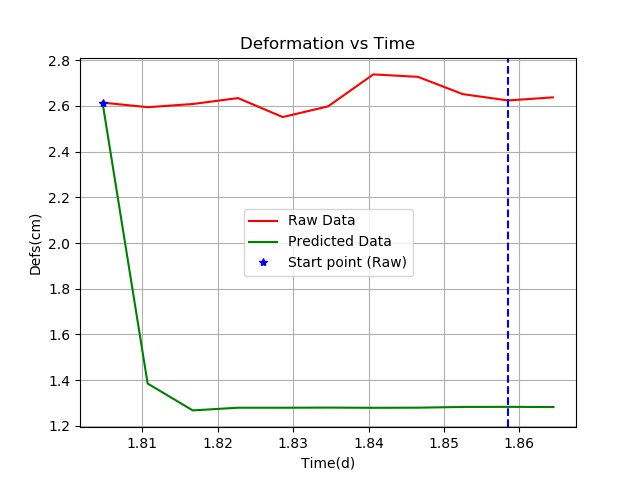 Deformation vs Time
2.8
2.6
2.4
2.2
2.0
1.8
1.6
1.4
1.2
Defs(cm)
Raw Data
Predicted Data
Start point (Raw)
1.81 1.82 1.83 1.84 1.85 1.86
Time(d)